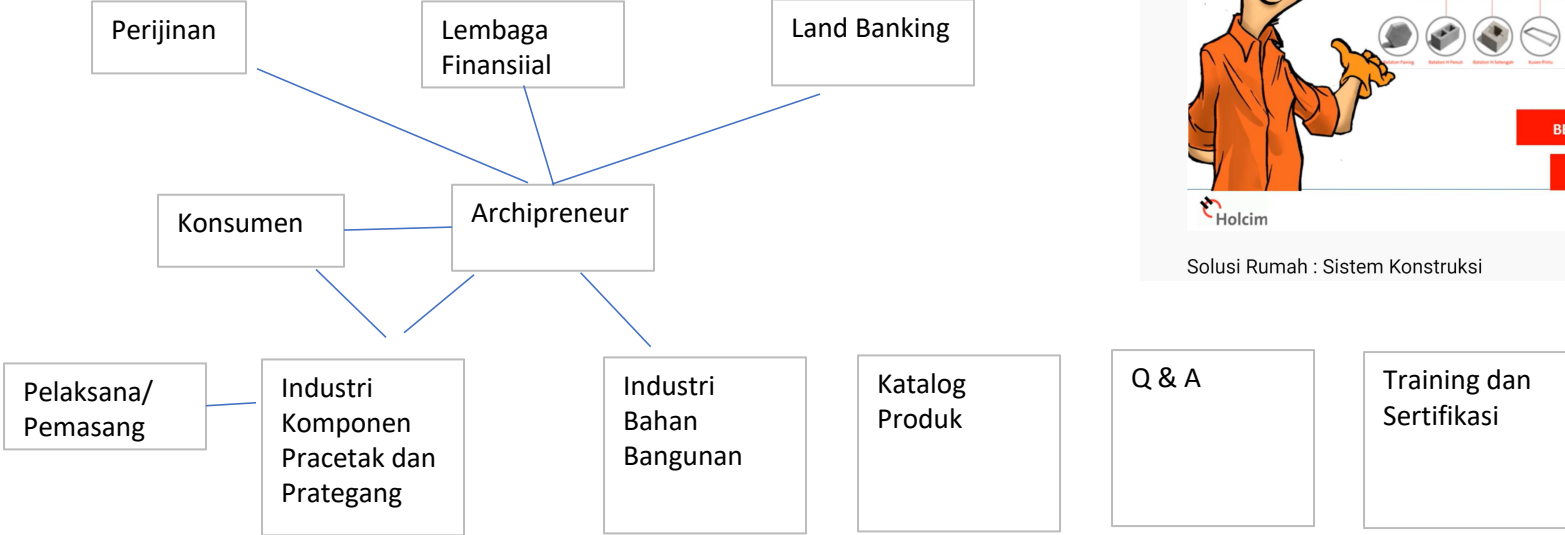 Perijinan
Lembaga
Finansiial
Land Banking
Konsumen
Archipreneur
Holcim
Solusi Rumah : Sistem Konstruksi
Pelaksana/
Pemasang
Industri
Komponen
Pracetak dan
Prategang
Industri
Bahan
Bangunan
Katalog
Produk
Q & A
Training dan
Sertifikasi